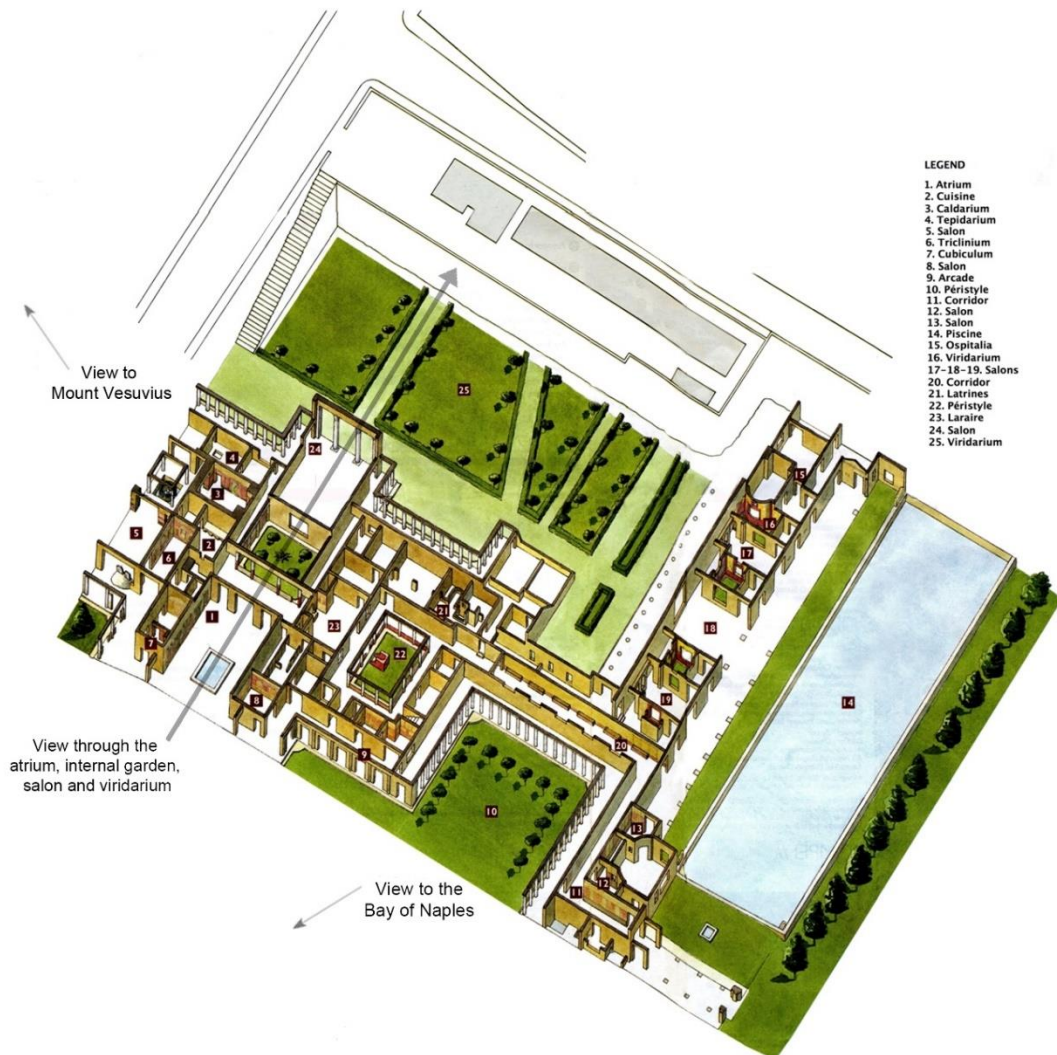 LEGEND
1. Atrium
2. Cuisine
3. Caldarium
4. Tepidarium
5. Salon
6. Triclinium
7. Cubiculum
8. Salon
9. Arcade
10. Péristyle
11. Corridor
12. Salon
13. Salon
14. Piscine
15. Ospitalia
16. Viridarium
17-18-19. Salons
20. Corridor
21. Latrines
22. Péristyle
23. Laraire
24. Salon
25. Viridarium
View to
Mount Vesuvius
25
24
4
3
15
16
5
6
2
17
21
1
23
18
22
7
19
14
8
20
9
View through the
atrium, internal garden,
salon and viridarium
10
13
12
11
View to the
Bay of Naples